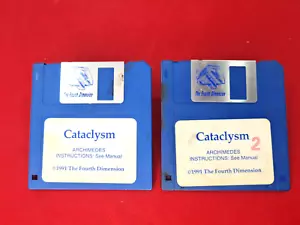 The Fourth Dimension
Cataclysm
ARCHIMEDES
INSTRUCTIONS: See Manual
©1991 The Fourth Dimension
The Fourth Dimension
Cataclysm
2
ARCHIMEDES
INSTRUCTIONS: See Manual
©1991 The Fourth Dimension